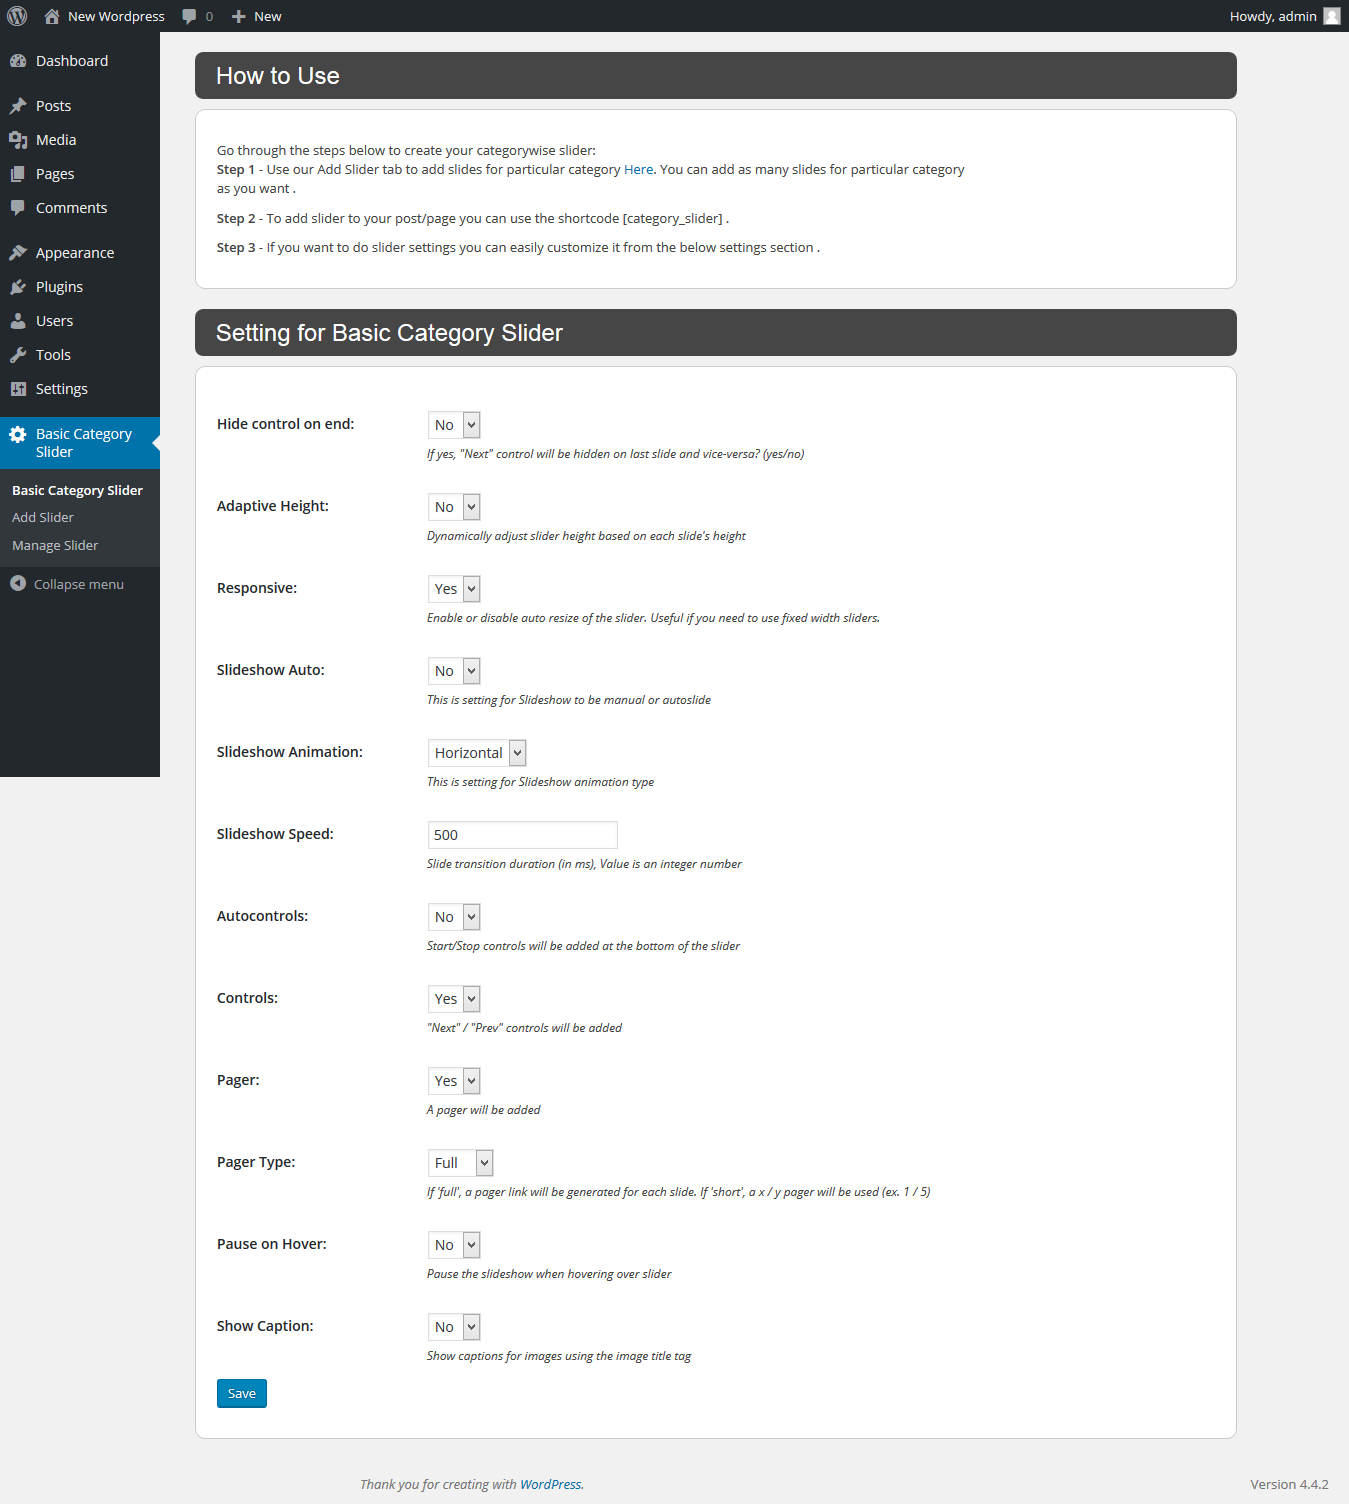 New Wordpress 0 New Howdy, admin
Dashboard
Posts
Media
Pages
Comments
Appearance
Plugins
Users
Tools
Settings
Basic Category
Slider
Basic Category Slider
Add Slider
Manage Slider
Collapse menu
How to Use
Go through the steps below to create your categorywise slider:
Step 1 - Use our Add Slider tab to add slides for particular category Here. You can add as many slides for particular category
as you want .
Step 2 - To add slider to your post/page you can use the shortcode [category_slider] .
Step 3 - If you want to do slider settings you can easily customize it from the below settings section .
Setting for Basic Category Slider
Hide control on end: No
If yes, "Next" control will be hidden on last slide and vice-versa? (yes/no)
Adaptive Height: No
Dynamically adjust slider height based on each slide's height
Responsive: Yes
Enable or disable auto resize of the slider. Useful if you need to use fixed width sliders.
Slideshow Auto: No
This is setting for Slideshow to be manual or autoslide
Slideshow Animation: Horizontal
This is setting for Slideshow animation type
Slideshow Speed: 500
Slide transition duration (in ms), Value is an integer number
Autocontrols: No
Start/Stop controls will be added at the bottom of the slider
Controls: Yes
"Next" / "Prev" controls will be added
Pager: Yes
A pager will be added
Pager Type: Full
If 'full', a pager link will be generated for each slide. If 'short', a x / y pager will be used (ex. 1 / 5)
Pause on Hover: No
Pause the slideshow when hovering over slider
Show Caption: No
Show captions for images using the image title tag
Save
Thank you for creating with WordPress. Version 4.4.2